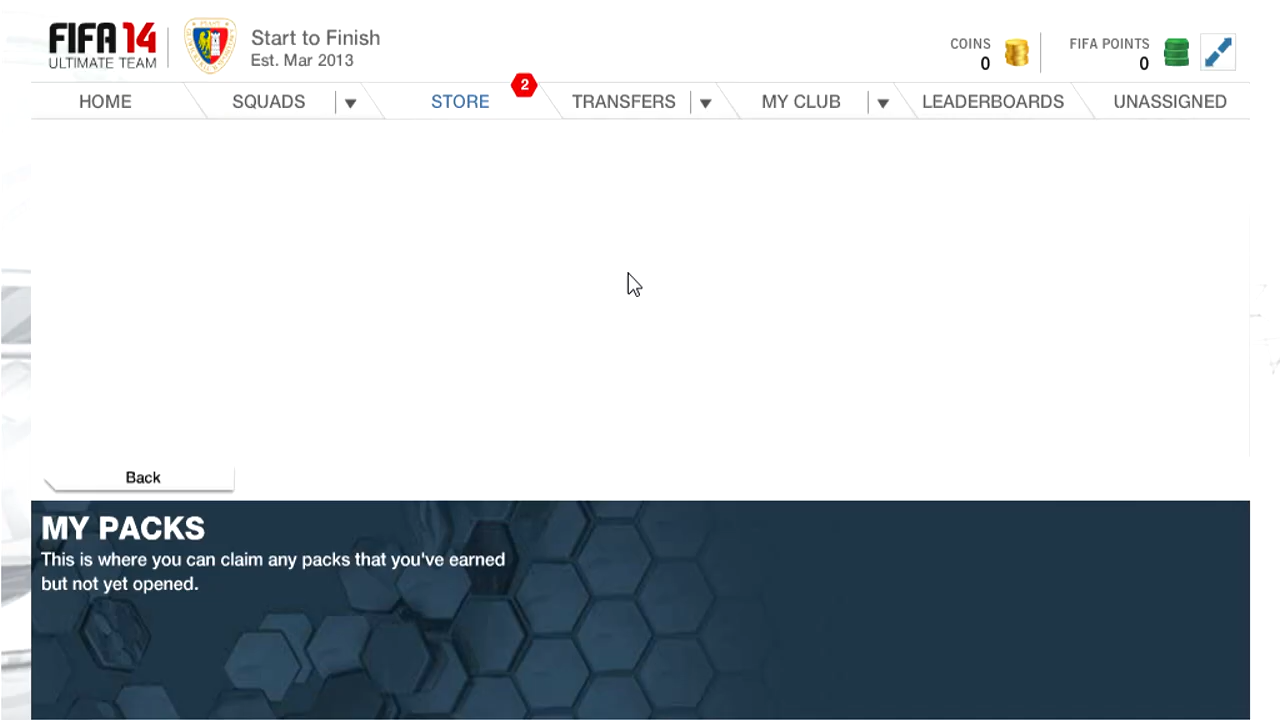 FIFA 14
ULTIMATE TEAM
Start to Finish
Est. Mar 2013
COINS
0
FIFA POINTS
0
HOME
SQUADS
STORE
2
TRANSFERS
MY CLUB
LEADERBOARDS
UNASSIGNED
Back
MY PACKS
This is where you can claim any packs that you've earned
but not yet opened.